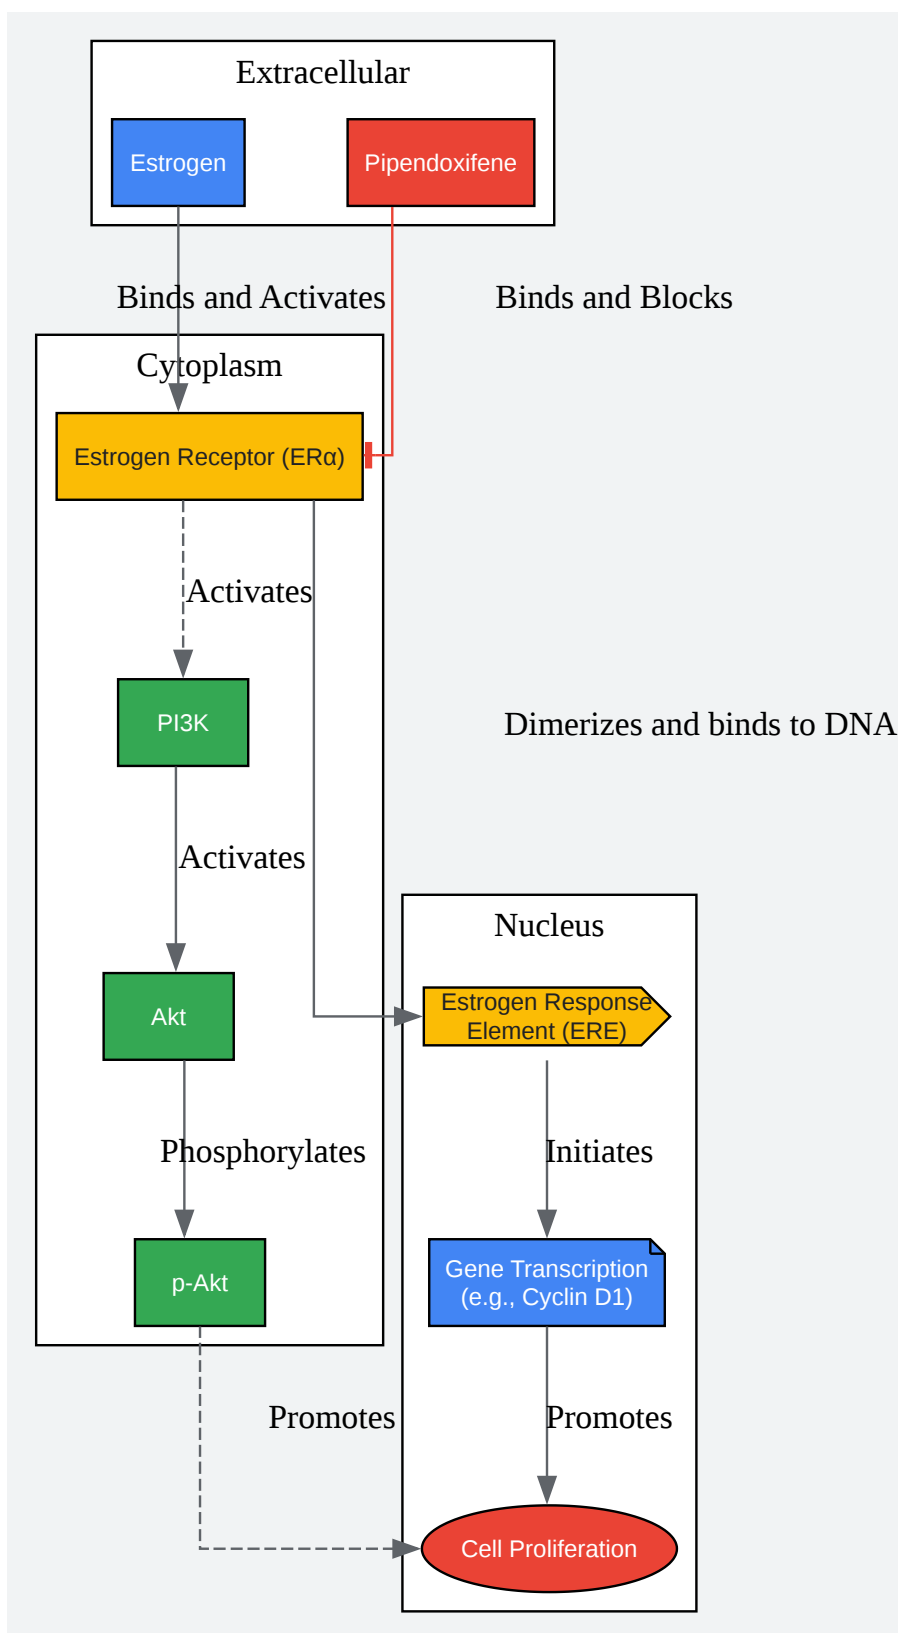 Extracellular
Estrogen
Pipendoxifene
Binds and Activates
Binds and Blocks
Cytoplasm
Estrogen Receptor (ERα)
Activates
PI3K
Dimerizes and binds to DNA
Activates
Nucleus
Akt
Estrogen Response
Element (ERE)
Phosphorylates
Initiates
p-Akt
Gene Transcription
(e.g., Cyclin D1)
Promotes
Promotes
Cell Proliferation